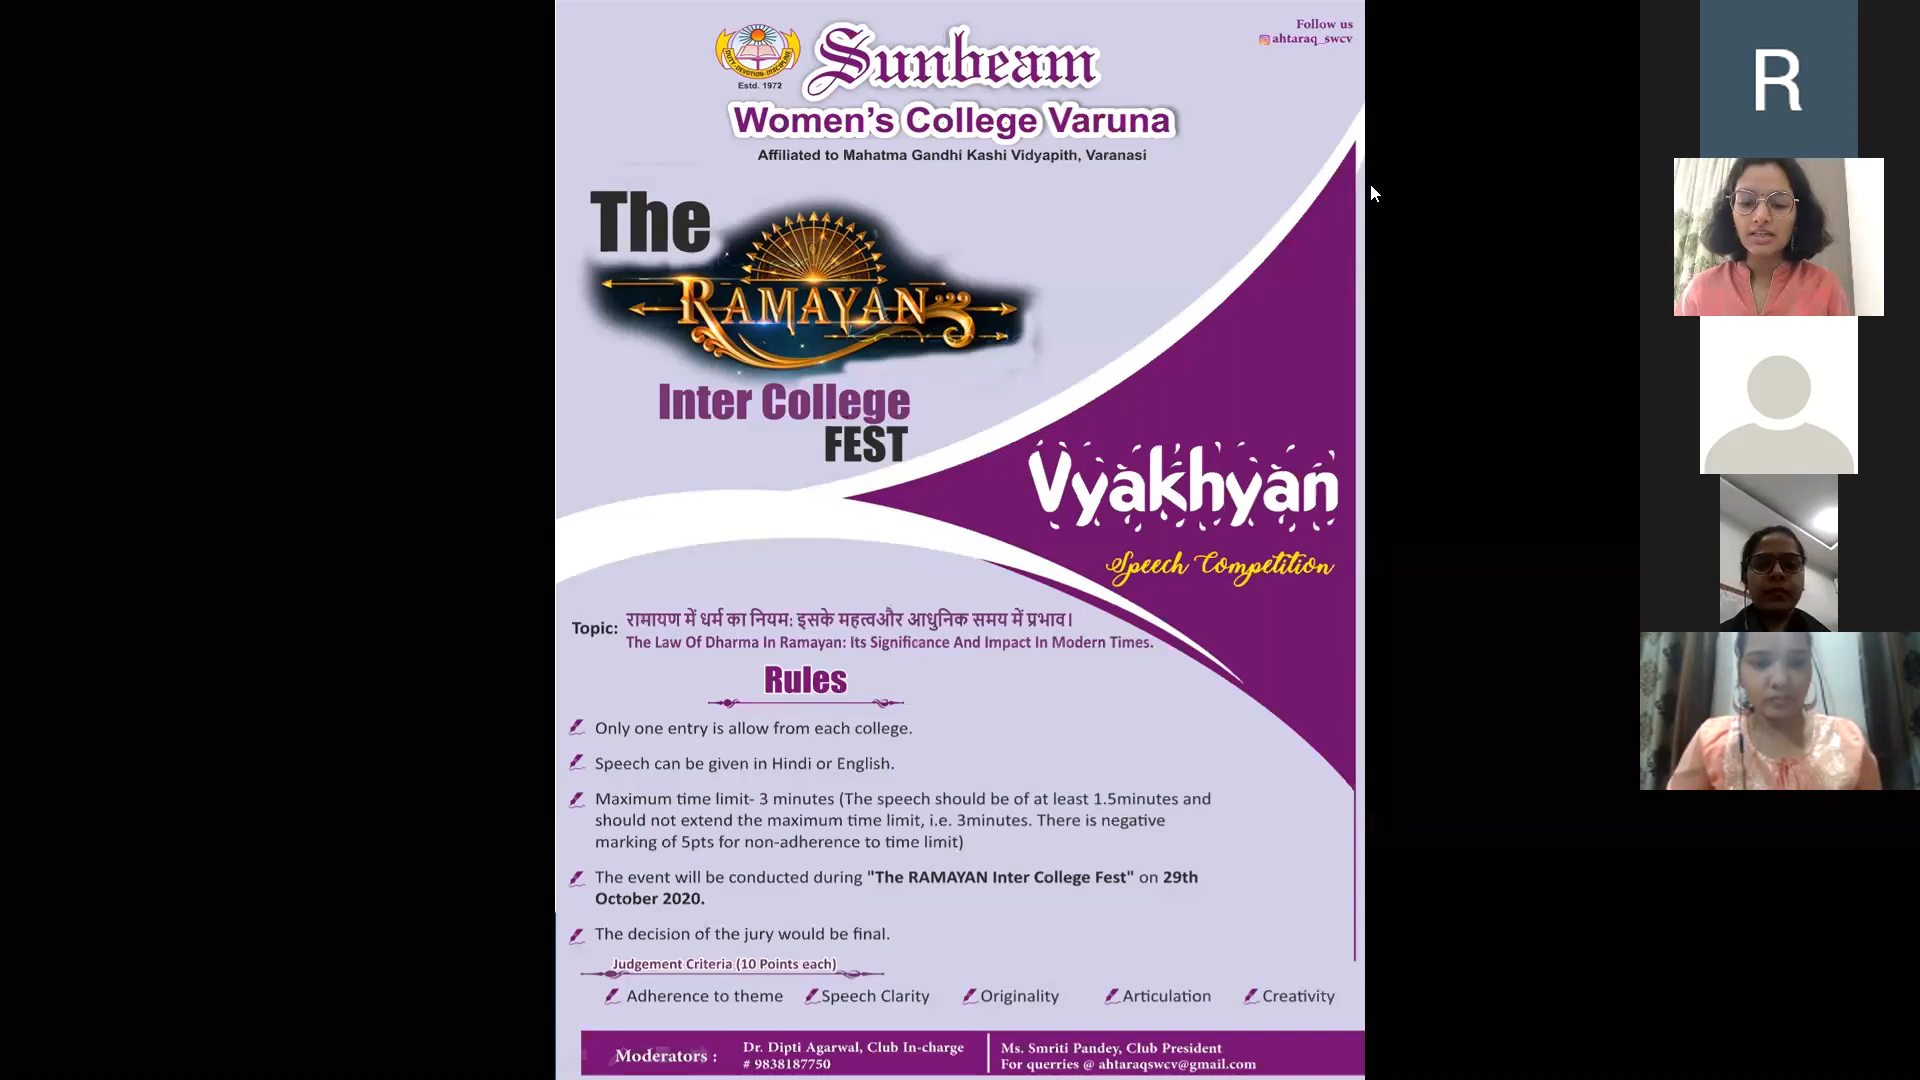 Follow us
ahtaraq_swcv
DUTY-DEVOTION-DISCIPLINE
Estd. 1972
Sunbeam
Women's College Varuna
Affiliated to Mahatma Gandhi Kashi Vidyapith, Varanasi
The
RAMAYAN
Inter College
FEST
Vyakhyan
Speech Competition
Topic:
रामायण में धर्म का नियम: इसके महत्वऔर आधुनिक समय में प्रभाव।
The Law Of Dharma In Ramayan: Its Significance And Impact In Modern Times.
Rules
Only one entry is allow from each college.
Speech can be given in Hindi or English.
Maximum time limit- 3 minutes (The speech should be of at least 1.5minutes and
should not extend the maximum time limit, i.e. 3minutes. There is negative
marking of 5pts for non-adherence to time limit)
The event will be conducted during "The RAMAYAN Inter College Fest" on 29th
October 2020.
The decision of the jury would be final.
Judgement Criteria (10 Points each)
Adherence to theme Speech Clarity Originality Articulation Creativity
Moderators :
Dr. Dipti Agarwal, Club In-charge
# 9838187750
Ms. Smriti Pandey, Club President
For querries @ ahtaraqswcv@gmail.com
R